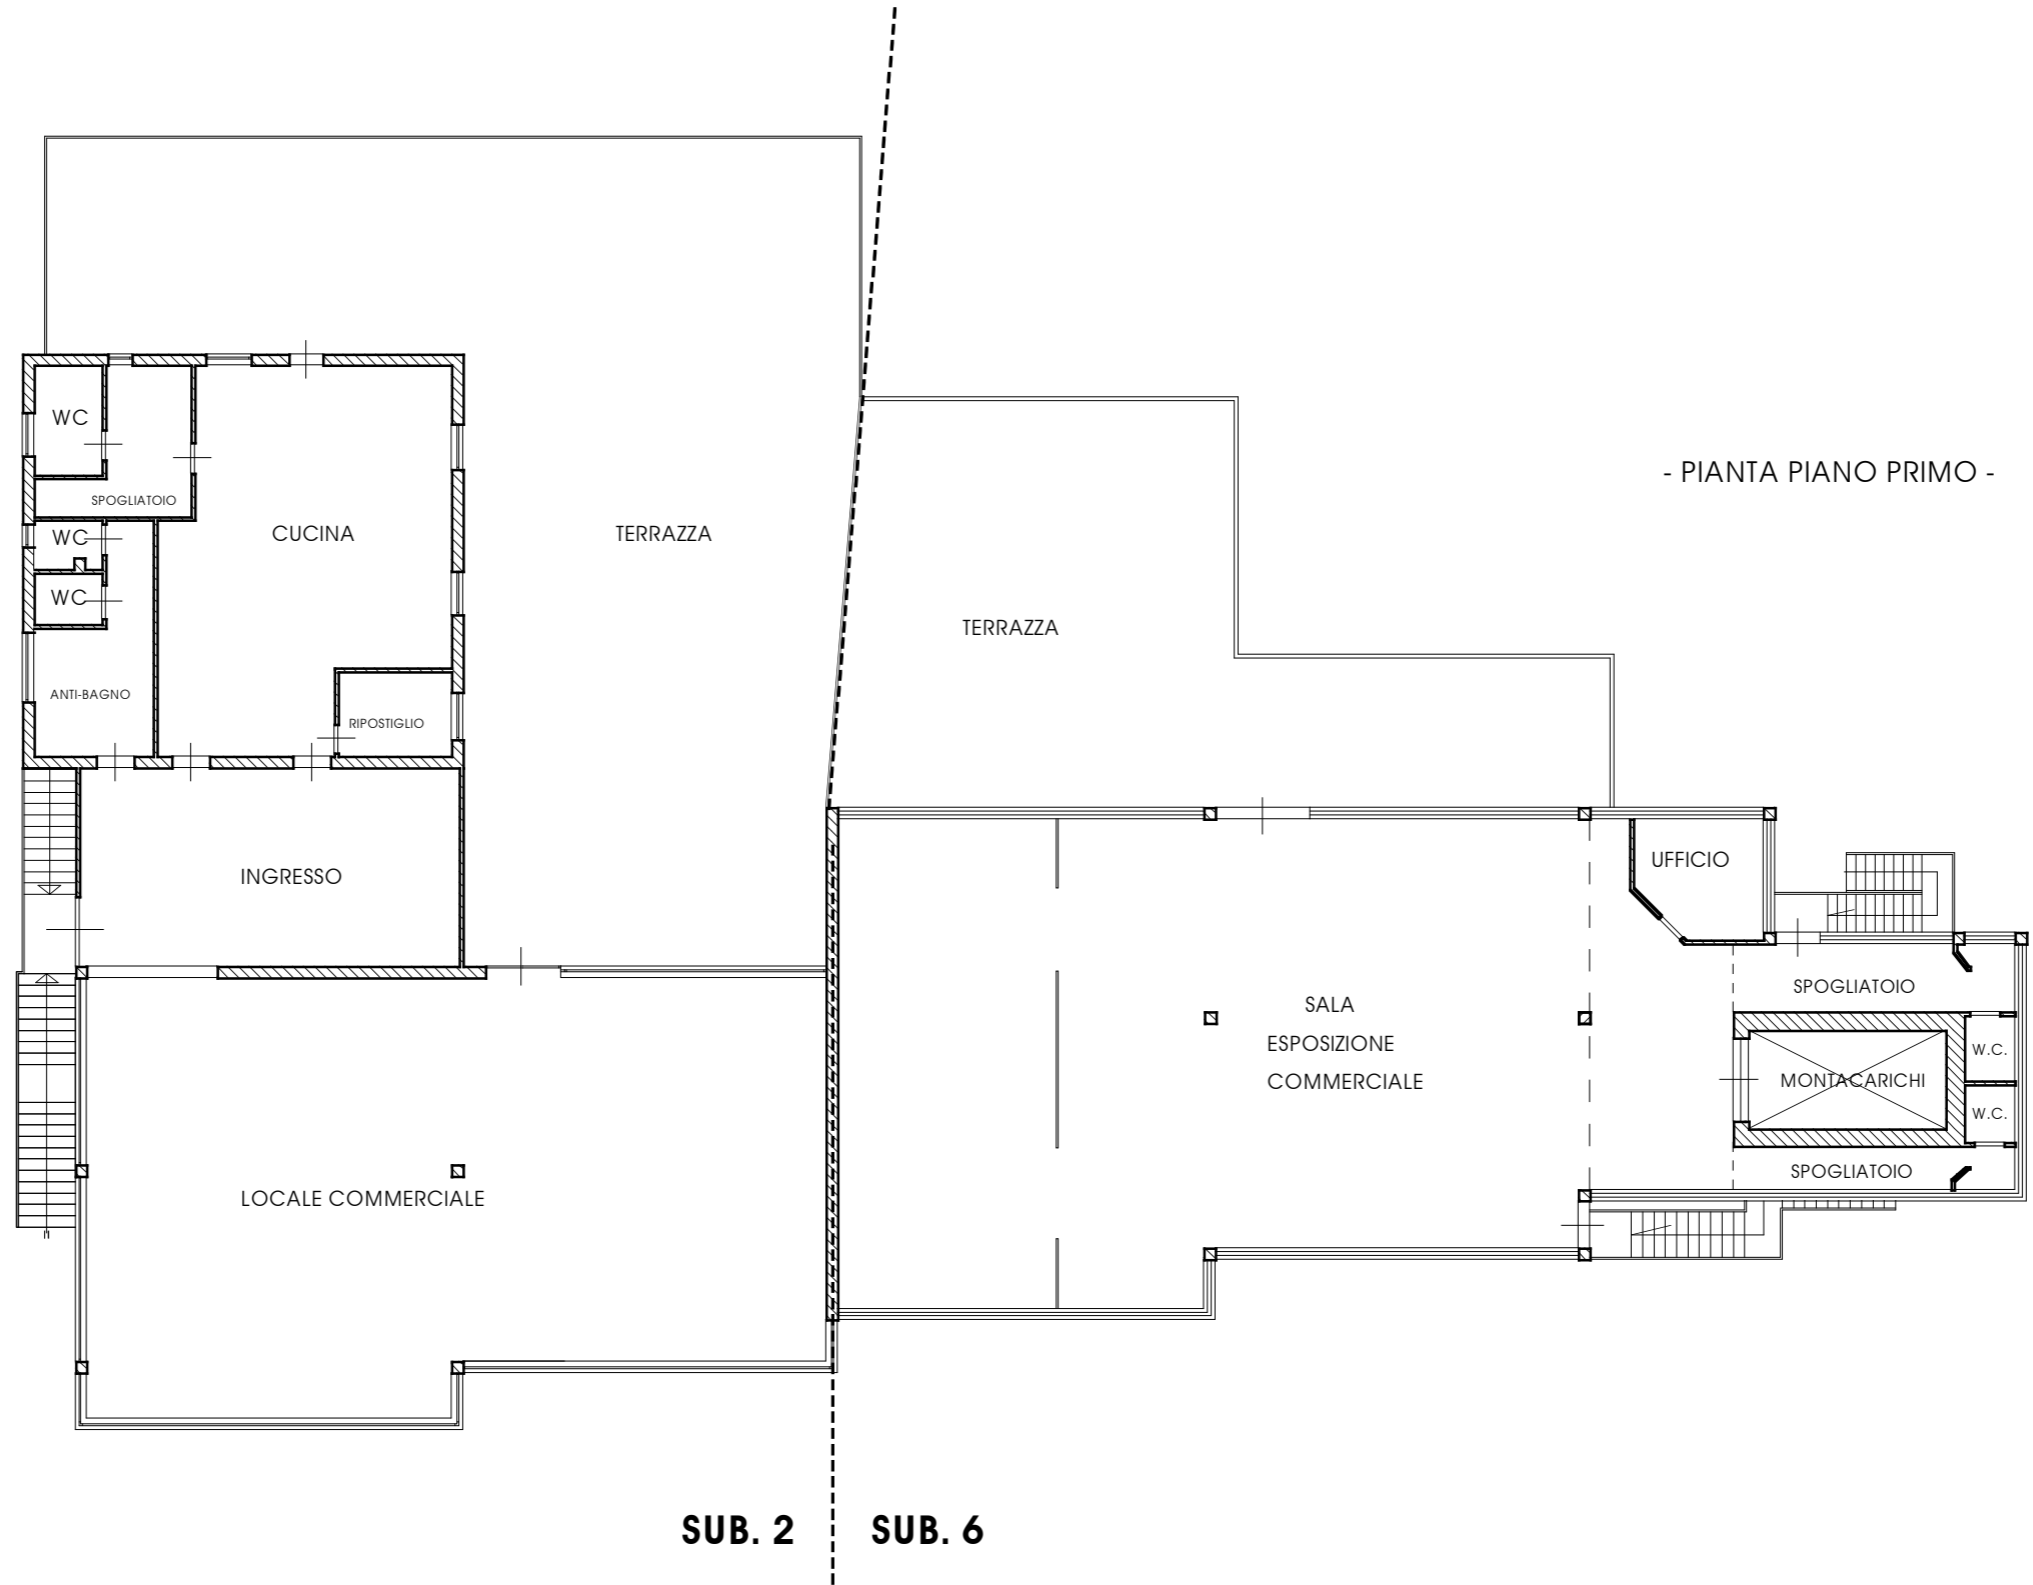 - PIANTA PIANO PRIMO -
WC
SPOGLIATOIO
WC
CUCINA
TERRAZZA
WC
TERRAZZA
ANTI-BAGNO
RIPOSTIGLIO
INGRESSO
UFFICIO
SALA
ESPOSIZIONE
COMMERCIALE
SPOGLIATOIO
W.C.
MONTACARICHI
W.C.
SPOGLIATOIO
LOCALE COMMERCIALE
SUB. 2
SUB. 6